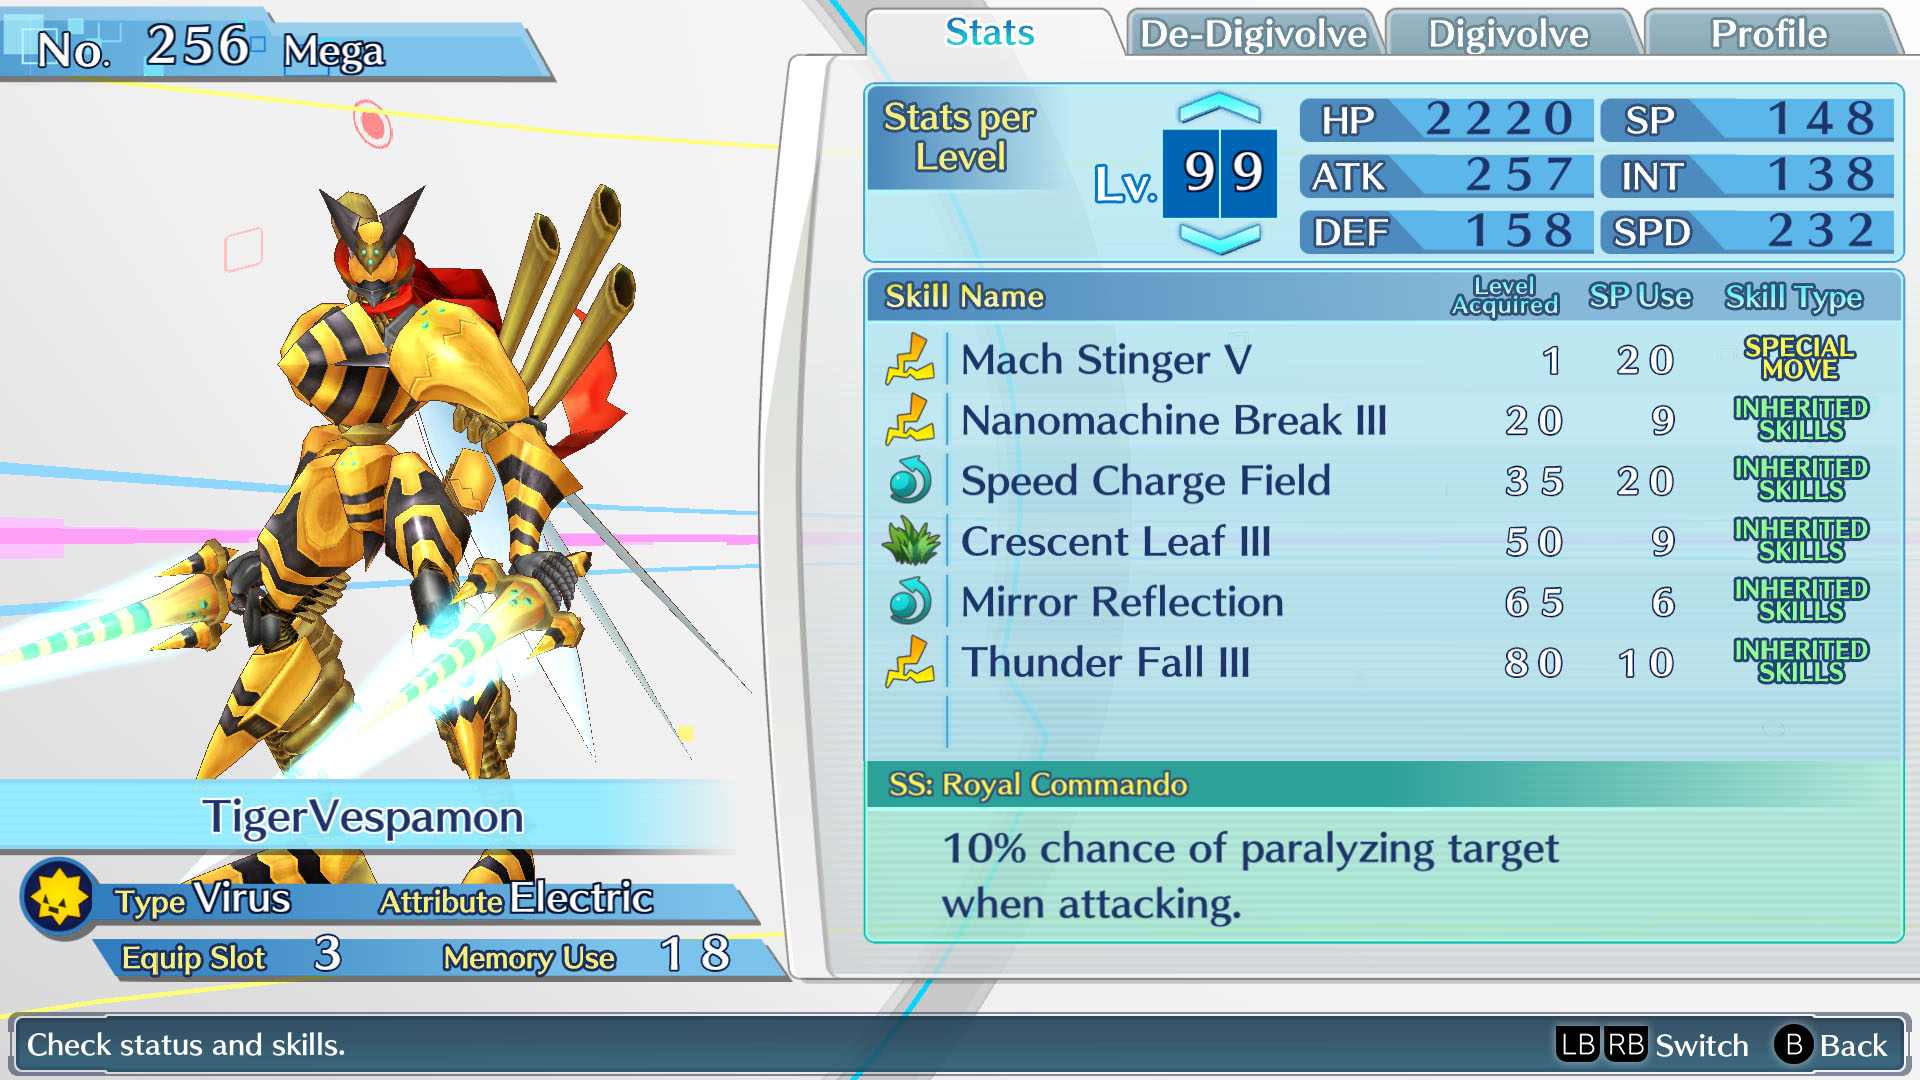 No. 256 Mega
Stats
De-Digivolve
Digivolve
Profile
Stats per
Level
Lv. 99
HP 2220
SP 148
ATK 257
INT 138
DEF 158
SPD 232
Skill Name
Level
Acquired
SP Use
Skill Type
Mach Stinger V 1 20 SPECIAL
MOVE
Nanomachine Break III 20 9 INHERITED
SKILLS
Speed Charge Field 35 20 INHERITED
SKILLS
Crescent Leaf III 50 9 INHERITED
SKILLS
Mirror Reflection 65 6 INHERITED
SKILLS
Thunder Fall III 80 10 INHERITED
SKILLS
SS: Royal Commando
10% chance of paralyzing target
when attacking.
TigerVespamon
Type Virus Attribute Electric
Equip Slot 3 Memory Use 18
Check status and skills.
LB RB Switch B Back